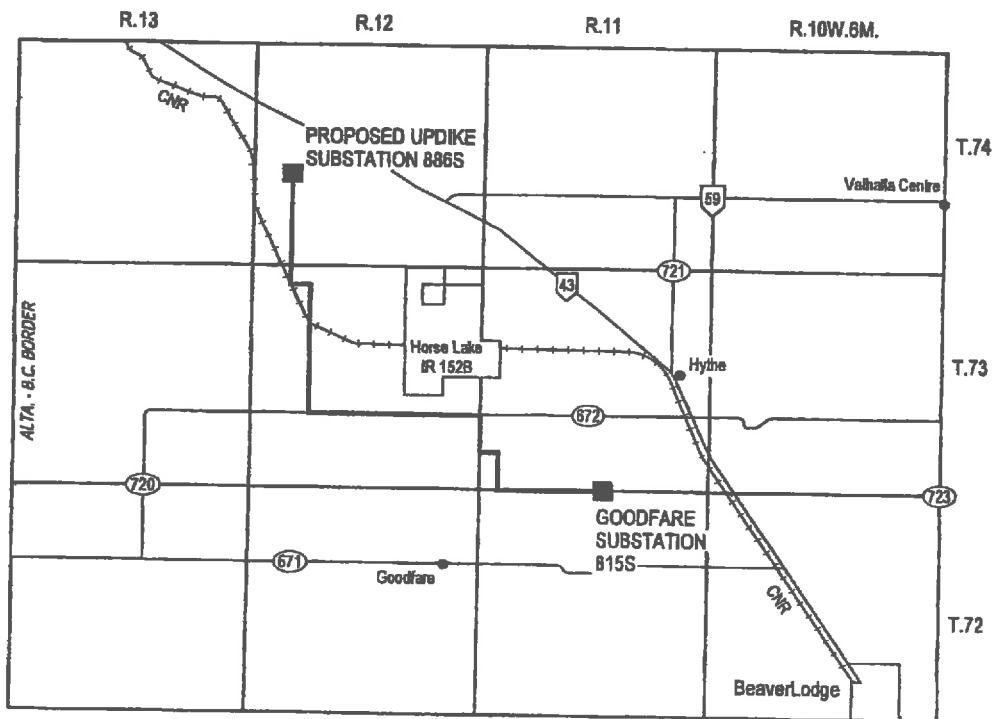 R.13
R.12
R.11
R.10W.6M.
CNR
PROPOSED UPDIKE
SUBSTATION 886S
T.74
59
Valhalla Centre
721
43
ALTA. - B.C. BORDER
Horse Lake
IR 152B
Hythe
T.73
672
720
723
GOODFARE
SUBSTATION
815S
671
Goodfare
CNR
T.72
BeaverLodge